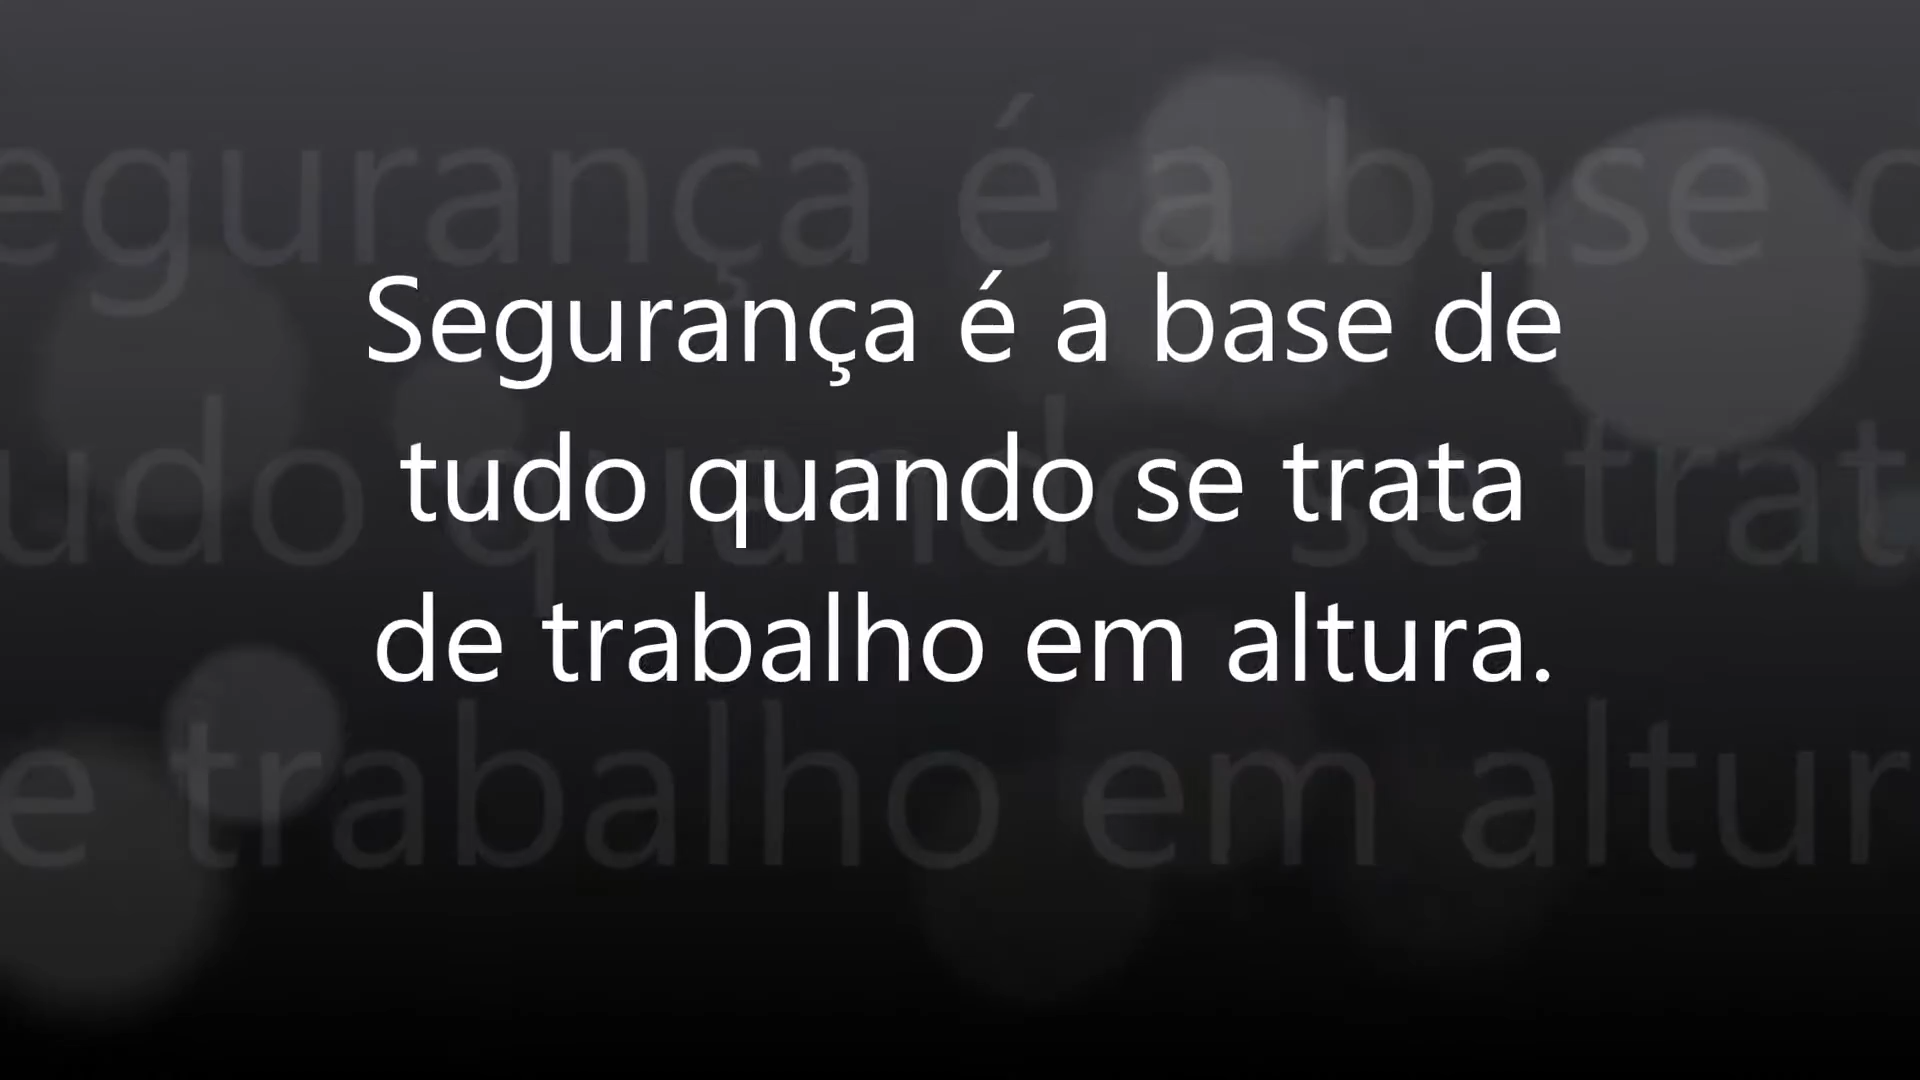 Segurança é a base de
tudo quando se trata
de trabalho em altura.